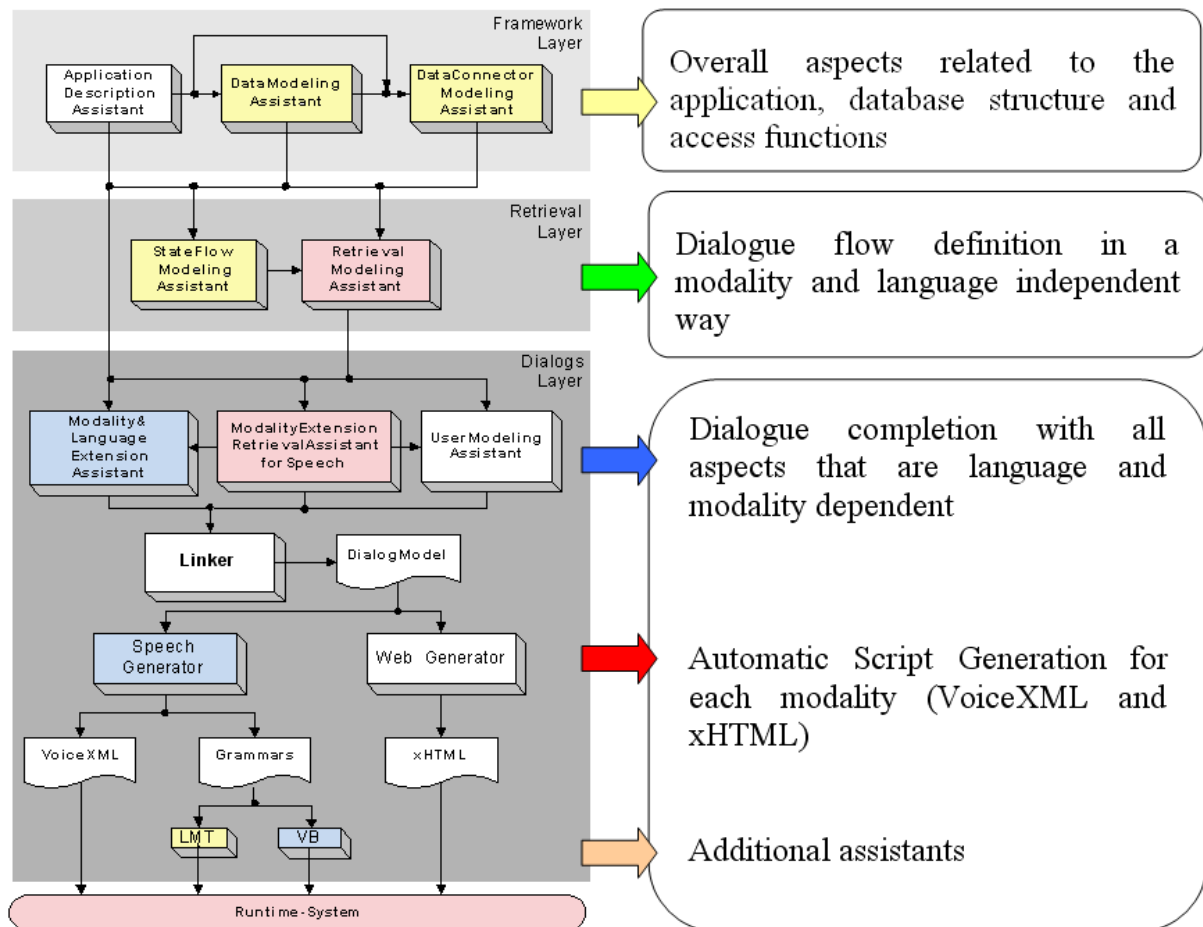 Framework
Layer
Application
Description
Assistant
DataModeling
Assistant
DataConnector
Modeling
Assistant
Overall aspects related to the
application, database structure and
access functions
Retrieval
Layer
StateFlow
Modeling
Assistant
Retrieval
Modeling
Assistant
Dialogue flow definition in a
modality and language independent
way
Dialogs
Layer
Modality&
Language
Extension
Assistant
ModalityExtension
RetrievalAssistant
for Speech
UserModeling
Assistant
Dialogue completion with all
aspects that are language and
modality dependent
Linker
DialogModel
Speech
Generator
Web Generator
Automatic Script Generation for
each modality (VoiceXML and
xHTML)
VoiceXML
Grammars
xHTML
LMT
VB
Additional assistants
Runtime-System